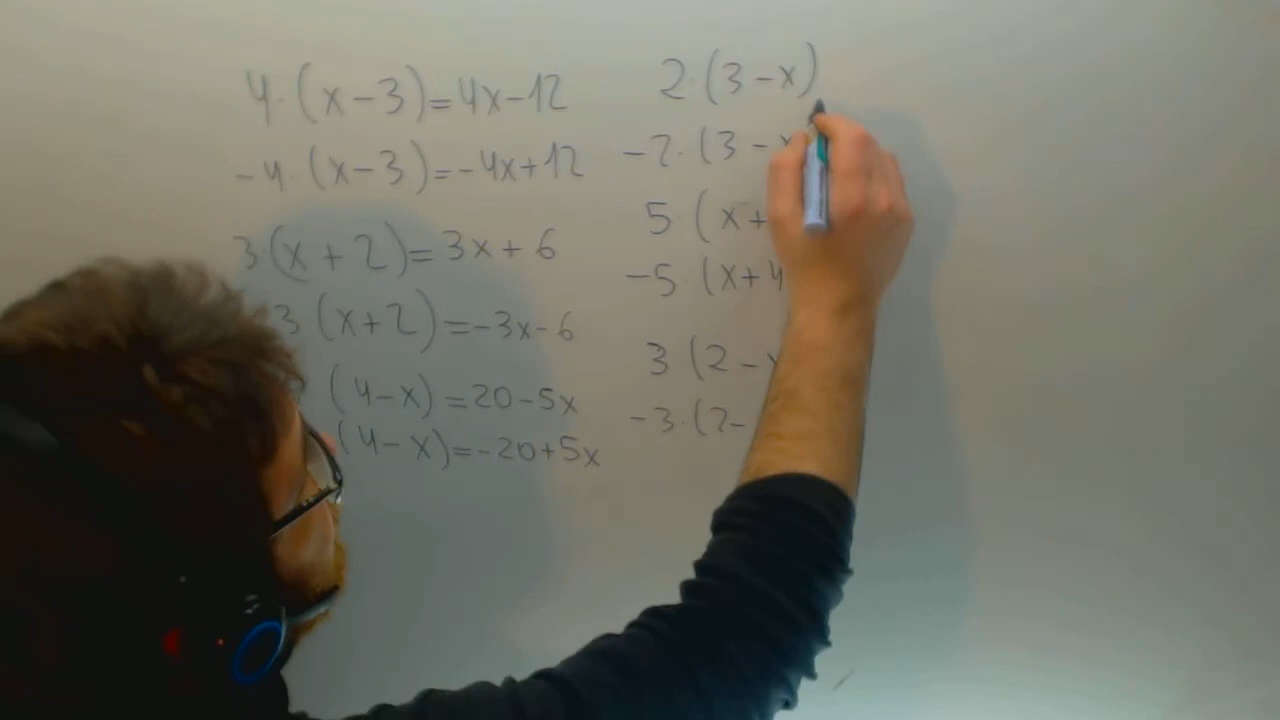 4·(x-3)=4x-12
-4·(x-3)=-4x+12
3(x+2)=3x+6
3(x+2)=-3x-6
(4-x)=20-5x
(4-x)=-20+5x
2·(3-x)
-2·(3-x
5(x+
-5(x+4
3(2-x
-3·(2-